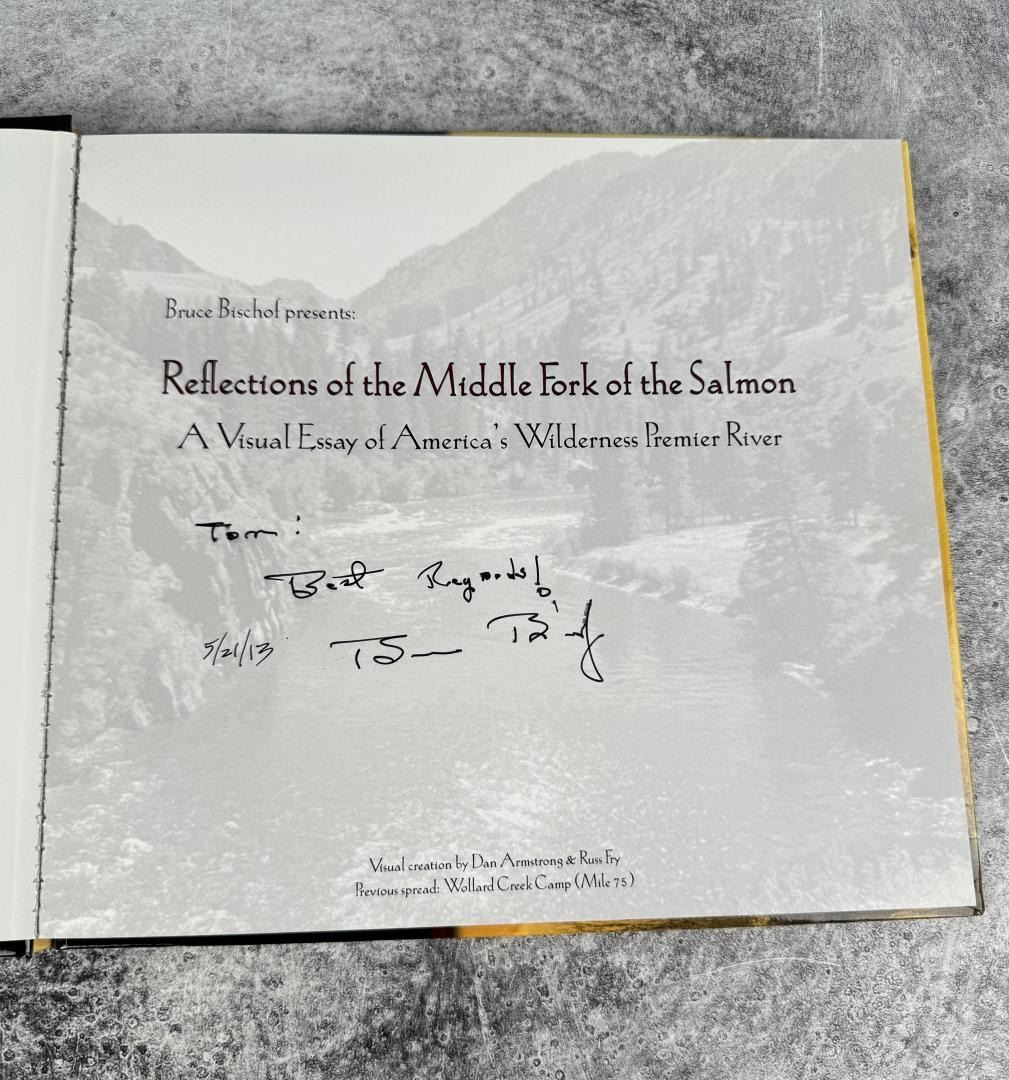 Bruce Bischof presents:
Reflections of the Middle Fork of the Salmon
A Visual Essay of America's Wilderness Premier River
Tom:
Best Regards!
5/21/13
Visual creation by Dan Armstrong & Russ Fry
Previous spread: Wollard Creek Camp (Mile 75)